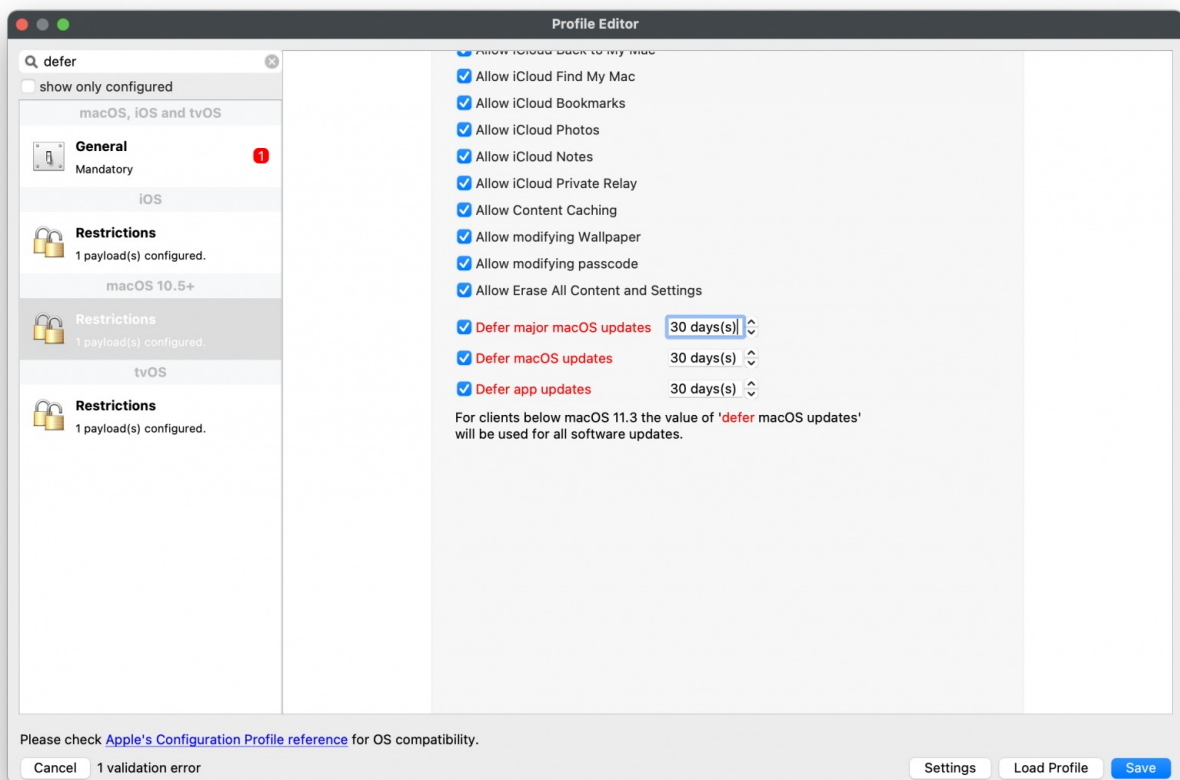 Profile Editor
defer
show only configured
macOS, iOS and tvOS
General
Mandatory
1
iOS
Restrictions
1 payload(s) configured.
macOS 10.5+
Restrictions
1 payload(s) configured.
tvOS
Restrictions
1 payload(s) configured.
Allow iCloud Back to My Mac
Allow iCloud Find My Mac
Allow iCloud Bookmarks
Allow iCloud Photos
Allow iCloud Notes
Allow iCloud Private Relay
Allow Content Caching
Allow modifying Wallpaper
Allow modifying passcode
Allow Erase All Content and Settings
Defer major macOS updates 30 days(s)
Defer macOS updates 30 days(s)
Defer app updates 30 days(s)
For clients below macOS 11.3 the value of 'defer macOS updates'
will be used for all software updates.
Please check Apple's Configuration Profile reference for OS compatibility.
Cancel 1 validation error Settings Load Profile Save